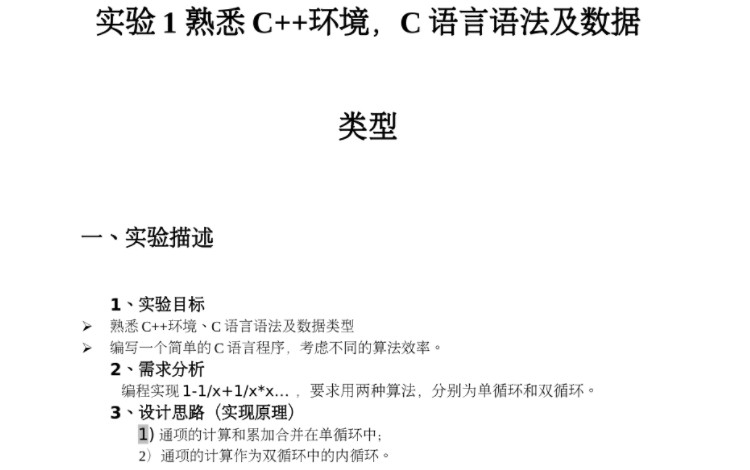 实验 1 熟悉 C++环境，C 语言语法及数据
类型
一、实验描述
1、实验目标
➢ 熟悉 C++环境、C 语言语法及数据类型
➢ 编写一个简单的 C 语言程序，考虑不同的算法效率。
2、需求分析
编程实现 1-1/x+1/x*x… ，要求用两种算法，分别为单循环和双循环。
3、设计思路（实现原理）
1) 通项的计算和累加合并在单循环中；
2） 通项的计算作为双循环中的内循环。